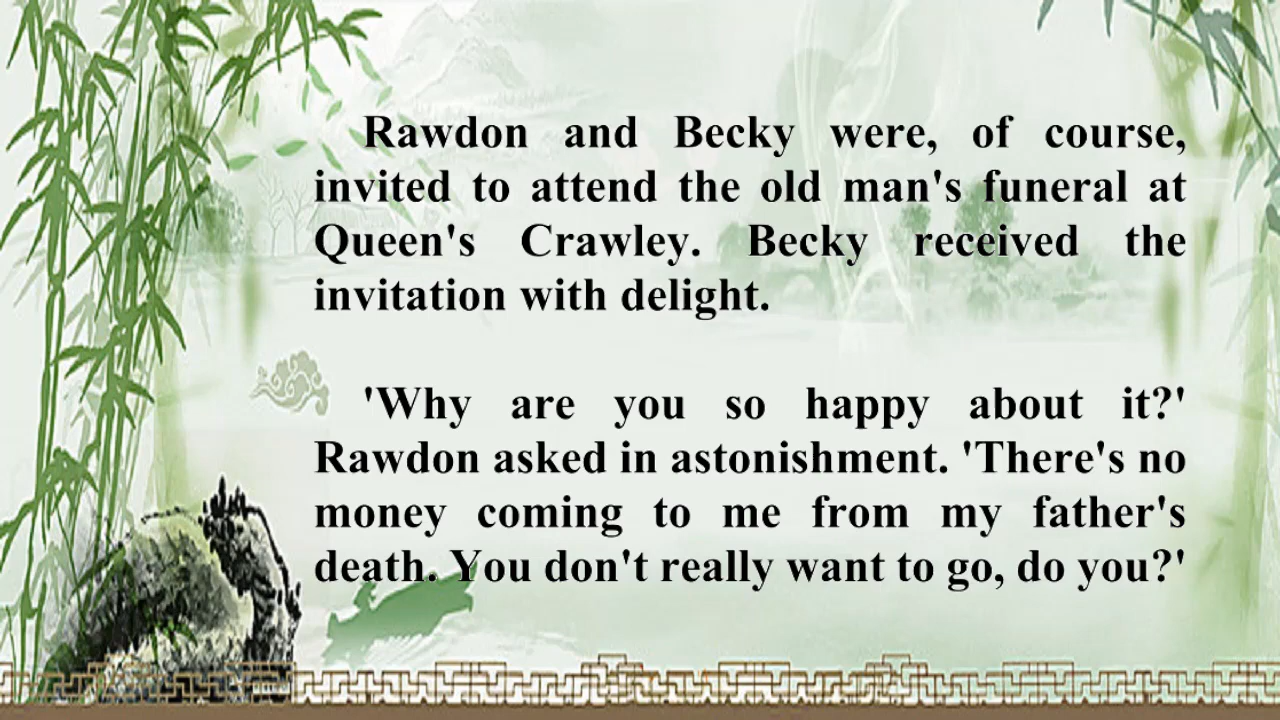 Rawdon and Becky were, of course,
invited to attend the old man's funeral at
Queen's Crawley. Becky received the
invitation with delight.
'Why are you so happy about it?'
Rawdon asked in astonishment. 'There's no
money coming to me from my father's
death. You don't really want to go, do you?'